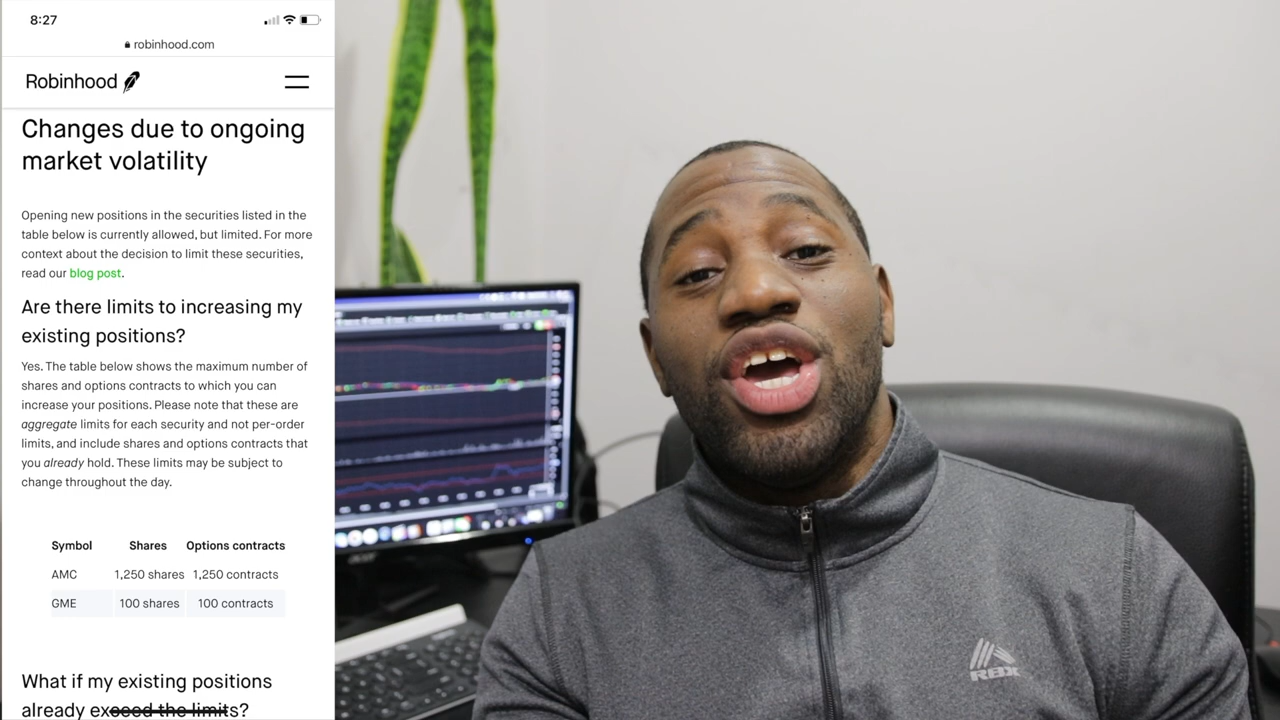 8:27
robinhood.com
Robinhood
Changes due to ongoing
market volatility
Opening new positions in the securities listed in the
table below is currently allowed, but limited. For more
context about the decision to limit these securities,
read our blog post.
Are there limits to increasing my
existing positions?
Yes. The table below shows the maximum number of
shares and options contracts to which you can
increase your positions. Please note that these are
aggregate limits for each security and not per-order
limits, and include shares and options contracts that
you already hold. These limits may be subject to
change throughout the day.
Symbol Shares Options contracts
AMC 1,250 shares 1,250 contracts
GME 100 shares 100 contracts
What if my existing positions
already exceed the limits?
acer
RBX